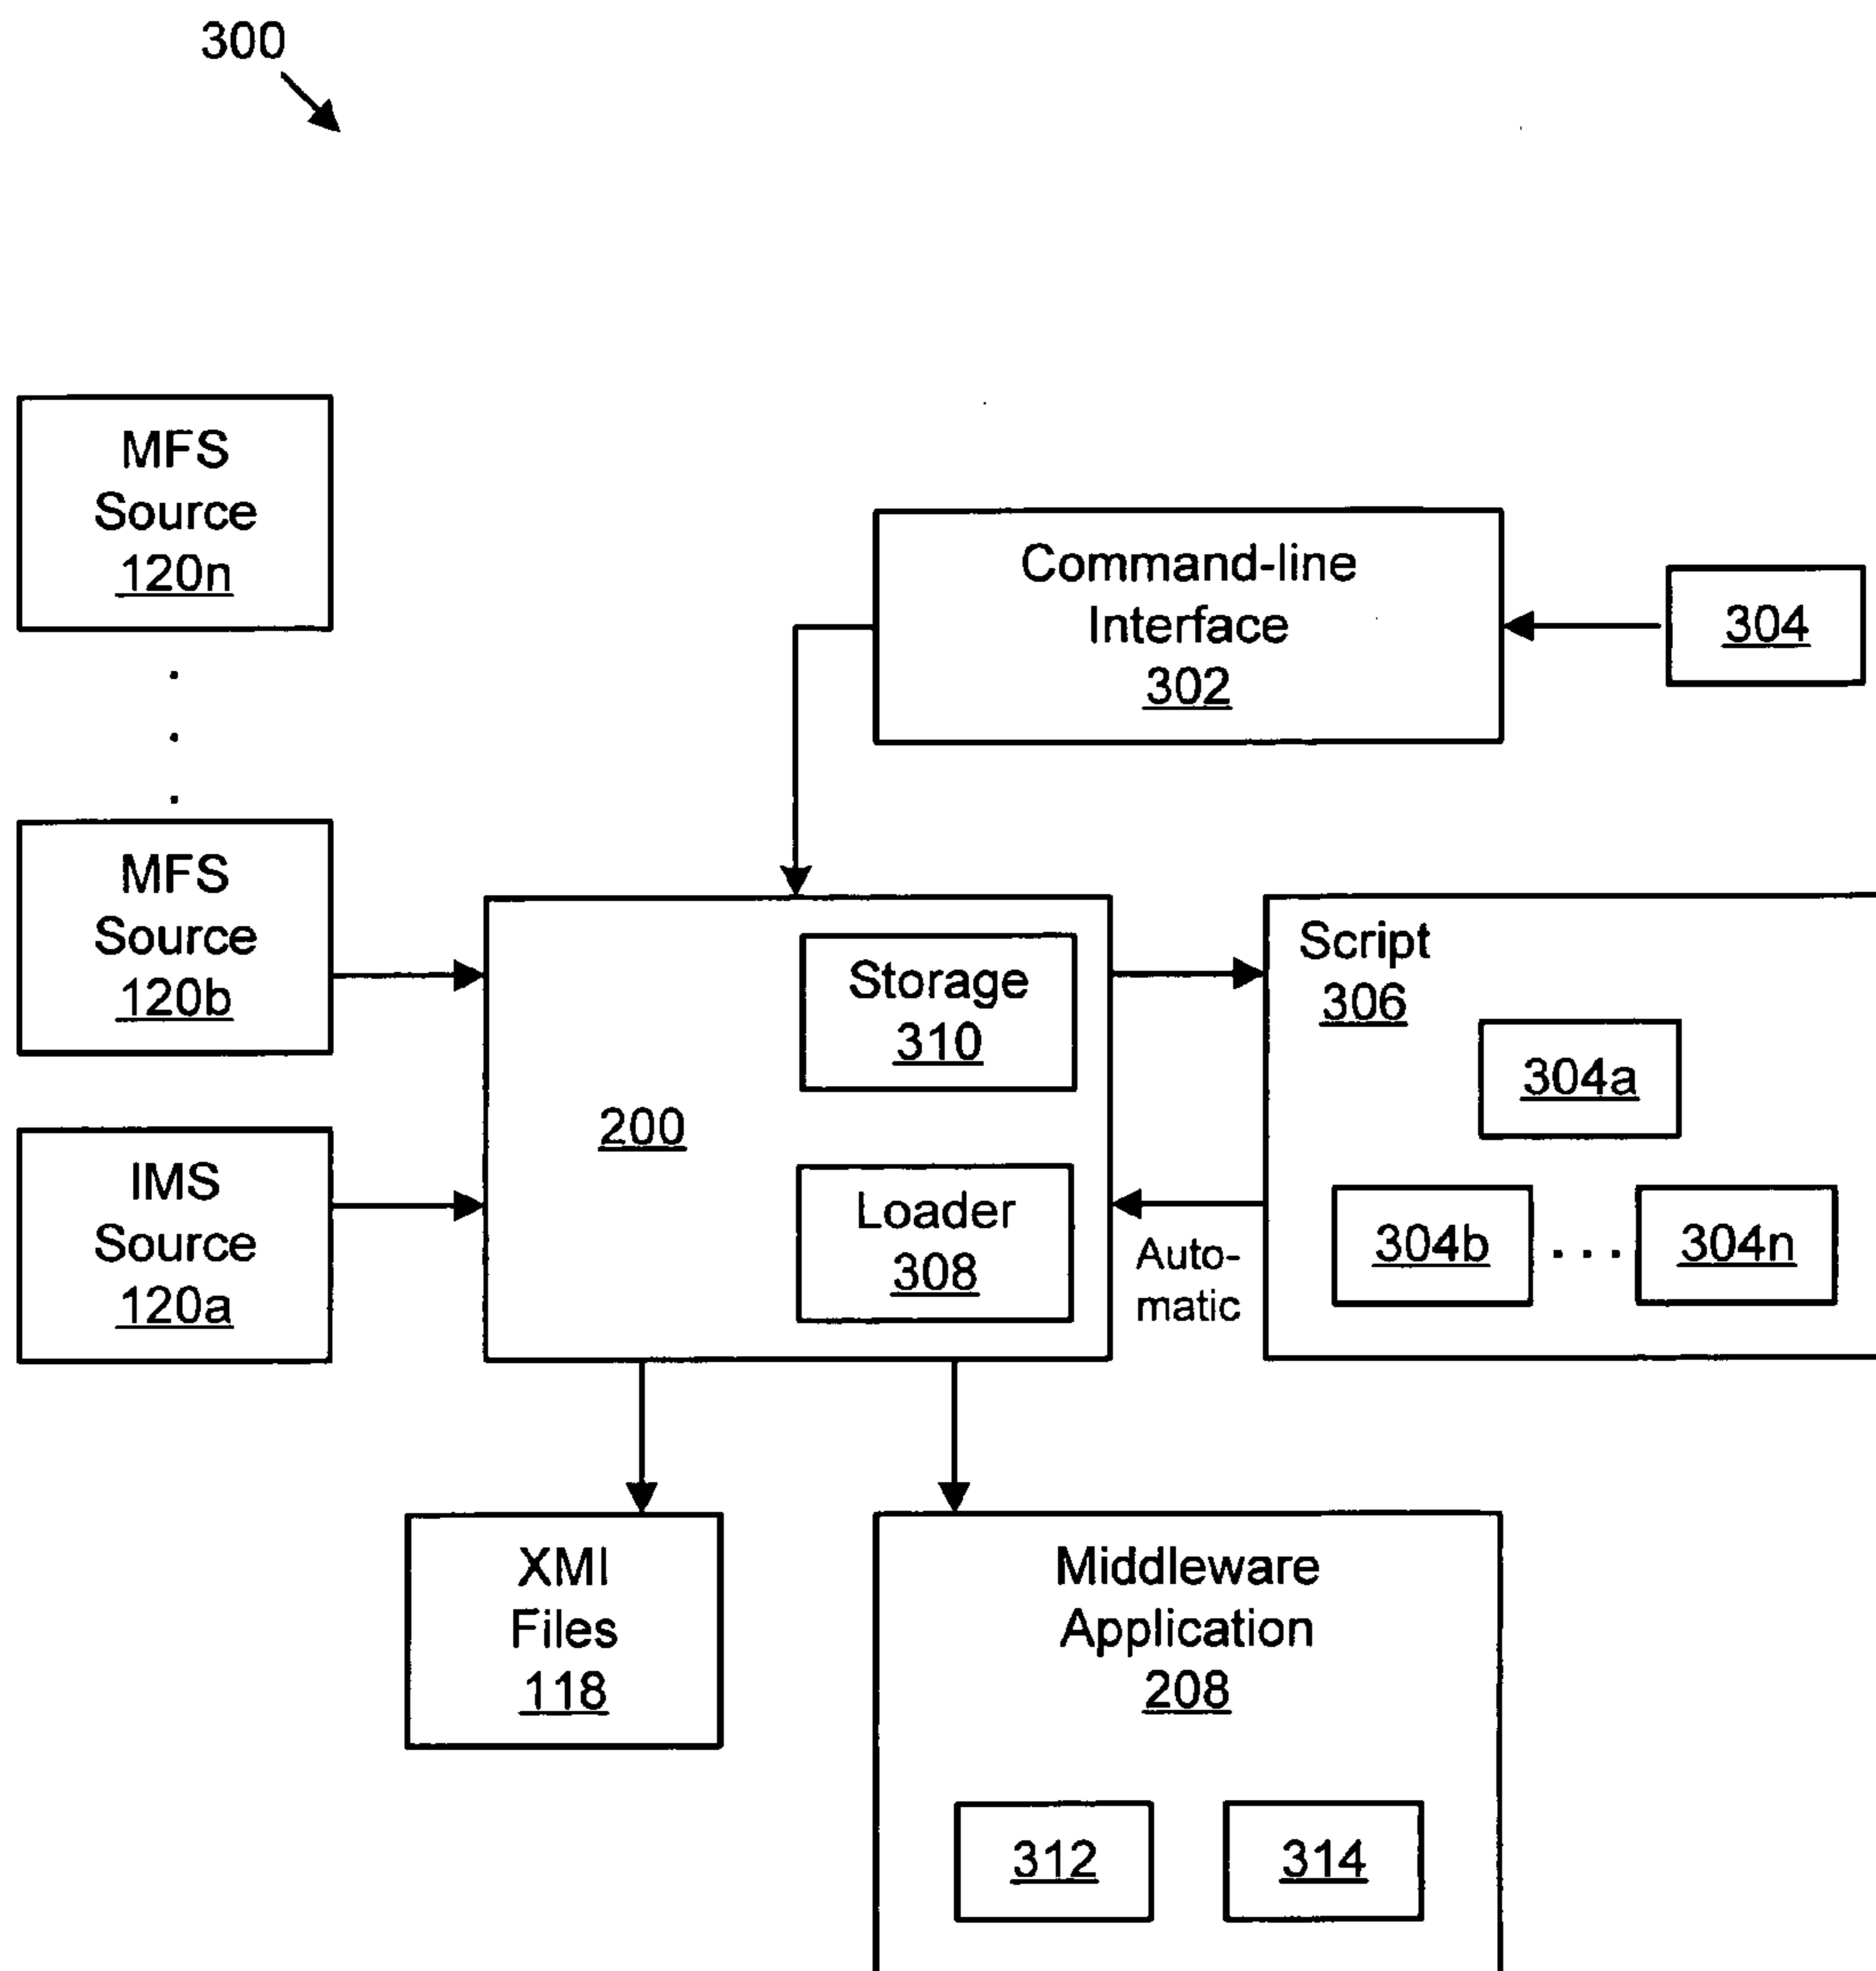 300
MFS
Source
120n
.
.
.
MFS
Source
120b
IMS
Source
120a
Command-line
Interface
302
304
200
Storage
310
Loader
308
Script
306
304a
304b
...
304n
Auto-
matic
XMI
Files
118
Middleware
Application
208
312
314